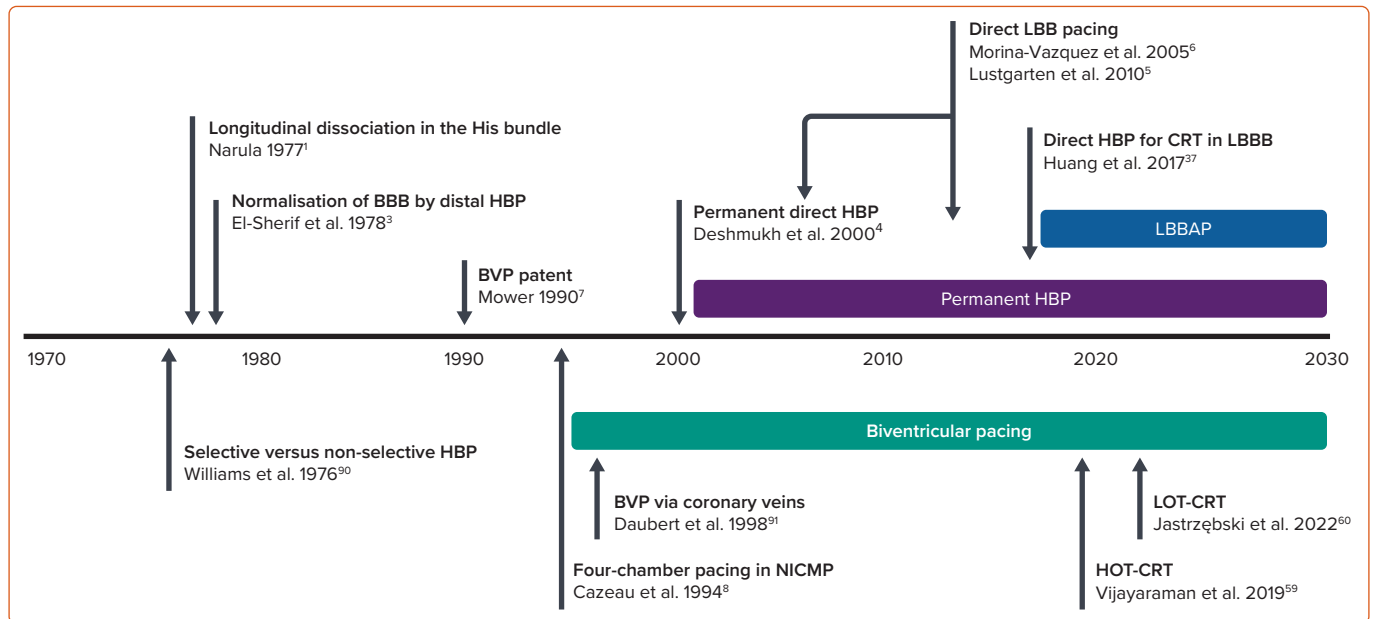 Direct LBB pacing
Morina-Vazquez et al. 2005⁶
Lustgarten et al. 2010⁵
Longitudinal dissociation in the His bundle
Narula 1977¹
Direct HBP for CRT in LBBB
Huang et al. 2017³⁷
Normalisation of BBB by distal HBP
El-Sherif et al. 1978³
Permanent direct HBP
Deshmukh et al. 2000⁴
LBBAP
BVP patent
Mower 1990⁷
Permanent HBP
1970 1980 1990 2000 2010 2020 2030
Biventricular pacing
Selective versus non-selective HBP
Williams et al. 1976⁹⁰
BVP via coronary veins
Daubert et al. 1998⁹¹
LOT-CRT
Jastrzębski et al. 2022⁶⁰
Four-chamber pacing in NICMP
Cazeau et al. 1994⁸
HOT-CRT
Vijayaraman et al. 2019⁵⁹